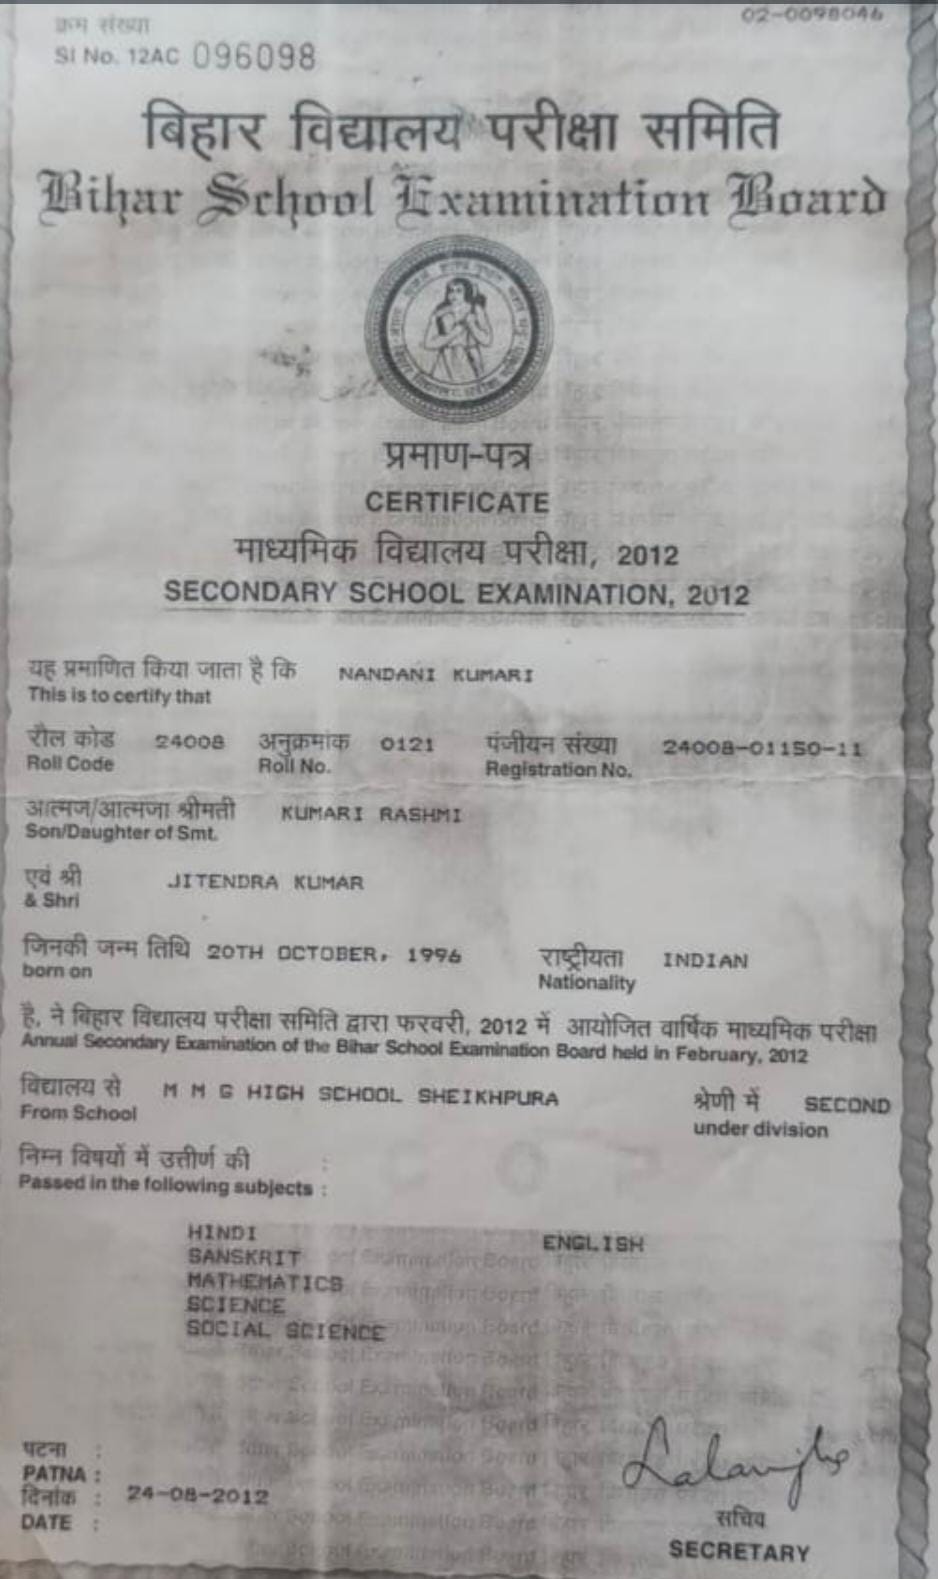 क्रम संख्या
02-0098046
SI No. 12AC 096098
बिहार विद्यालय परीक्षा समिति
Bihar School Examination Board
प्रमाण-पत्र
CERTIFICATE
माध्यमिक विद्यालय परीक्षा, 2012
SECONDARY SCHOOL EXAMINATION, 2012
यह प्रमाणित किया जाता है कि NANDANI KUMARI
This is to certify that
रौल कोड 24008 अनुक्रमांक 0121 पंजीयन संख्या 24008-01150-11
Roll Code Roll No. Registration No.
आत्मज/आत्मजा श्रीमती KUMARI RASHMI
Son/Daughter of Smt.
एवं श्री JITENDRA KUMAR
& Shri
जिनकी जन्म तिथि 20TH OCTOBER, 1996 राष्ट्रीयता INDIAN
born on Nationality
है, ने बिहार विद्यालय परीक्षा समिति द्वारा फरवरी, 2012 में आयोजित वार्षिक माध्यमिक परीक्षा
Annual Secondary Examination of the Bihar School Examination Board held in February, 2012
विद्यालय से M M G HIGH SCHOOL SHEIKHPURA श्रेणी में SECOND
From School under division
निम्न विषयों में उत्तीर्ण की :
Passed in the following subjects :
HINDI ENGLISH
SANSKRIT
MATHEMATICS
SCIENCE
SOCIAL SCIENCE
पटना :
PATNA :
दिनांक : 24-08-2012
DATE :
सचिव
SECRETARY